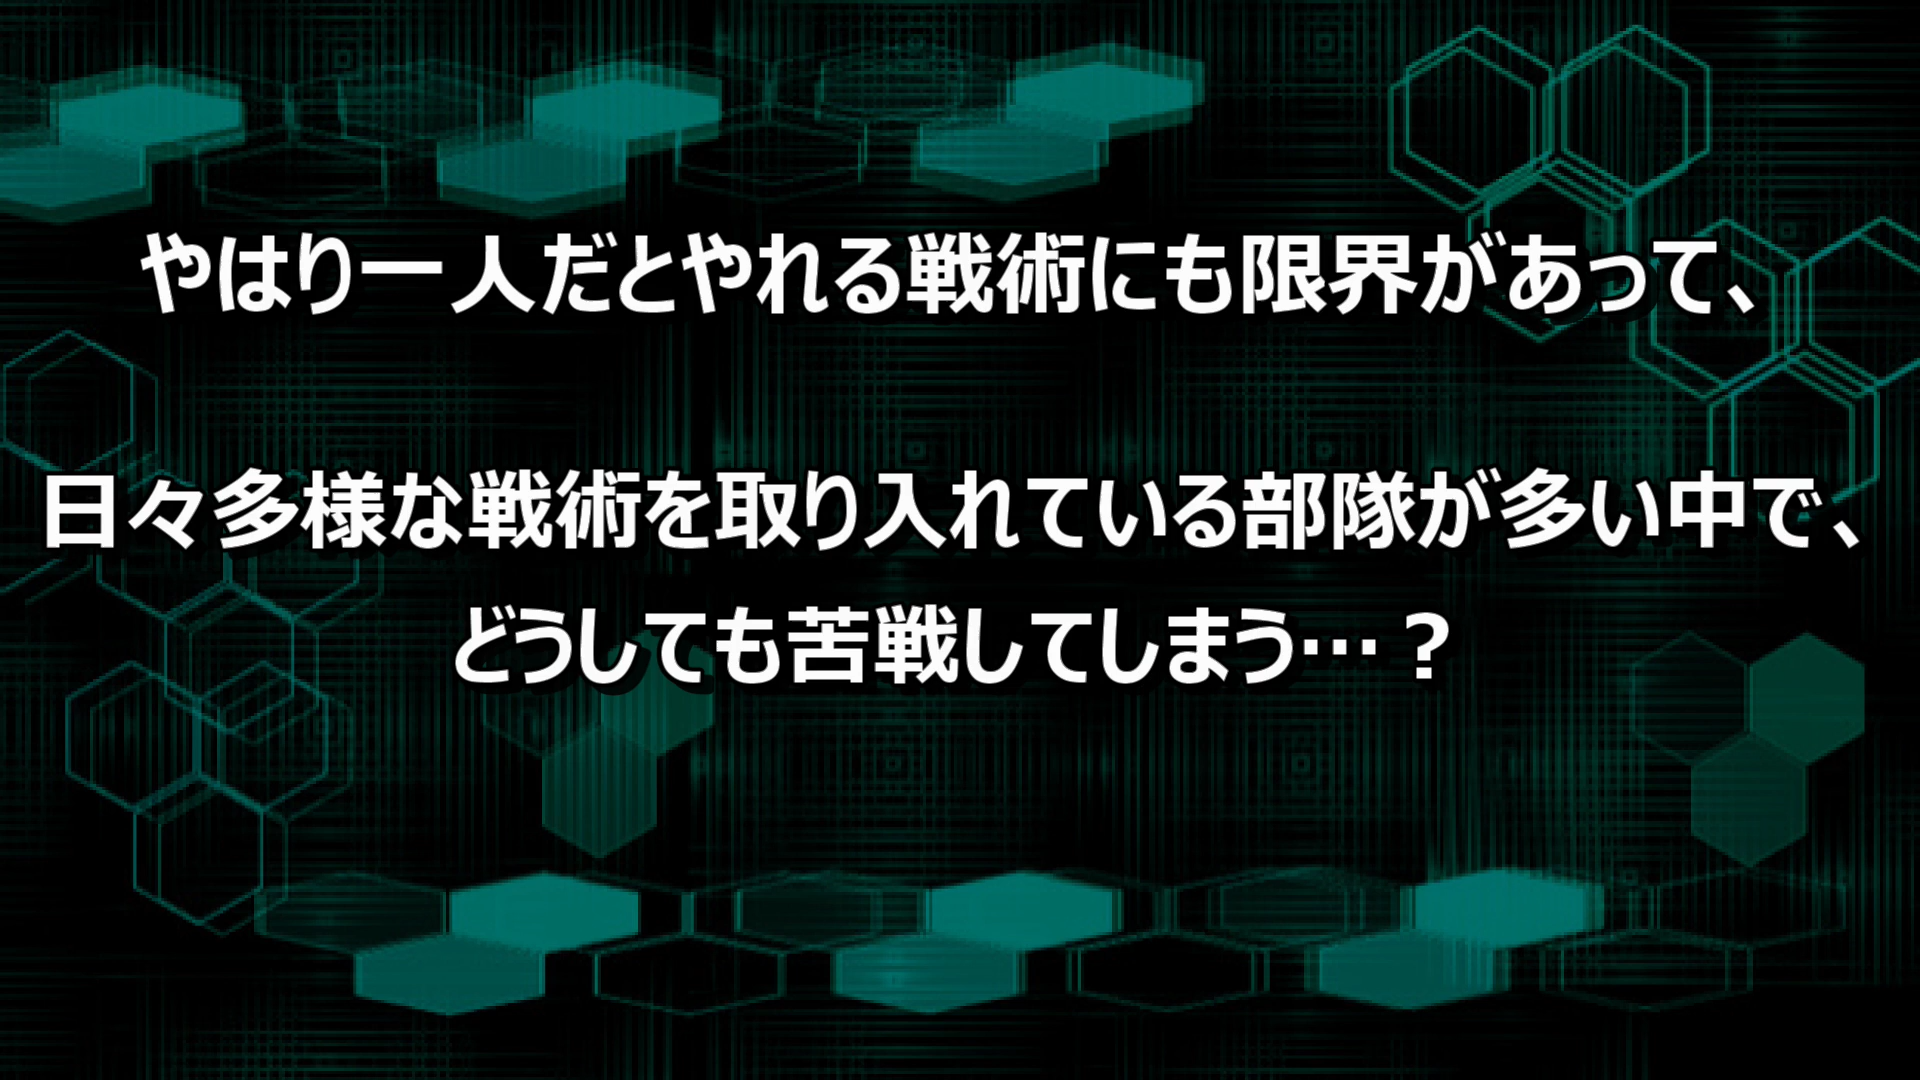 やはり一人だとやれる戦術にも限界があって、
日々多様な戦術を取り入れている部隊が多い中で、
どうしても苦戦してしまう…？